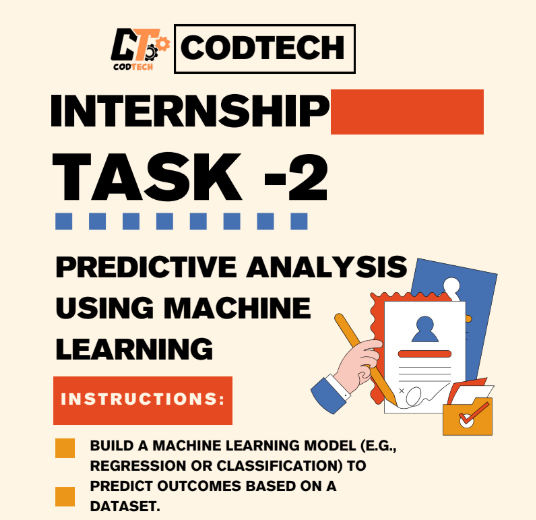 CT
CODTECH
CODTECH
INTERNSHIP
TASK -2
PREDICTIVE ANALYSIS
USING MACHINE
LEARNING
INSTRUCTIONS:
BUILD A MACHINE LEARNING MODEL (E.G.,
REGRESSION OR CLASSIFICATION) TO
PREDICT OUTCOMES BASED ON A
DATASET.